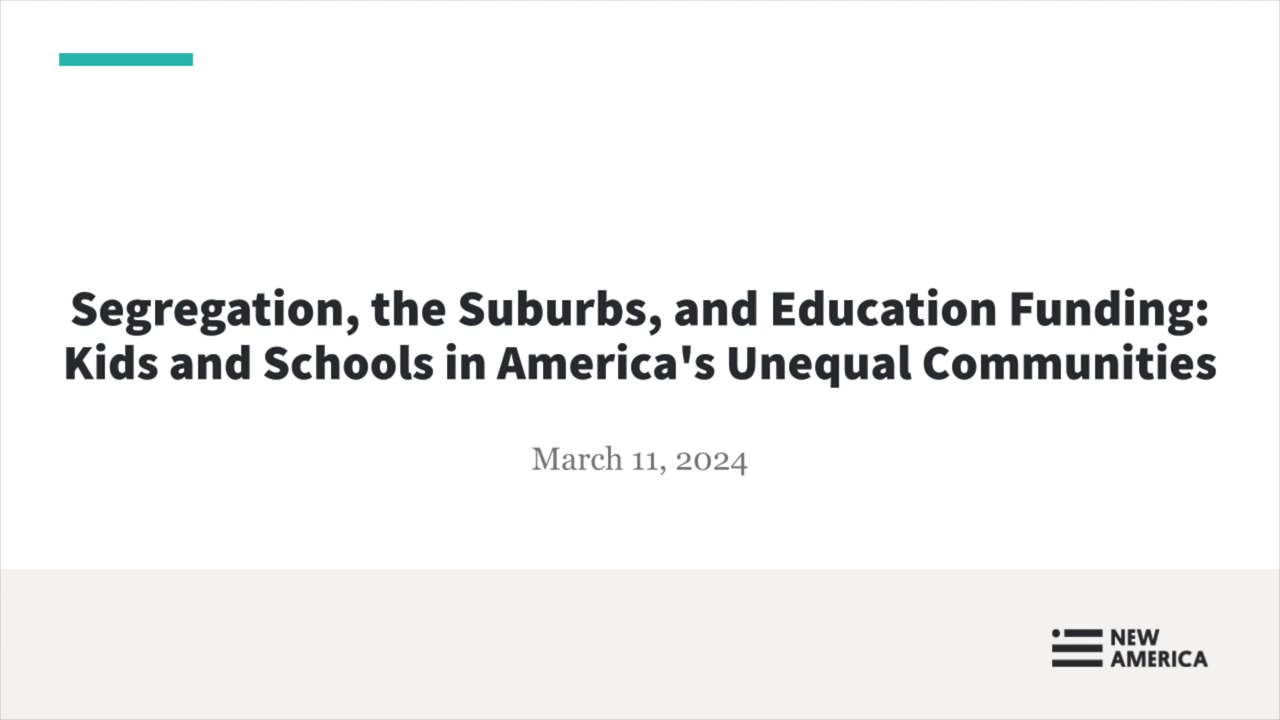 Segregation, the Suburbs, and Education Funding:
Kids and Schools in America's Unequal Communities
March 11, 2024
NEW
AMERICA